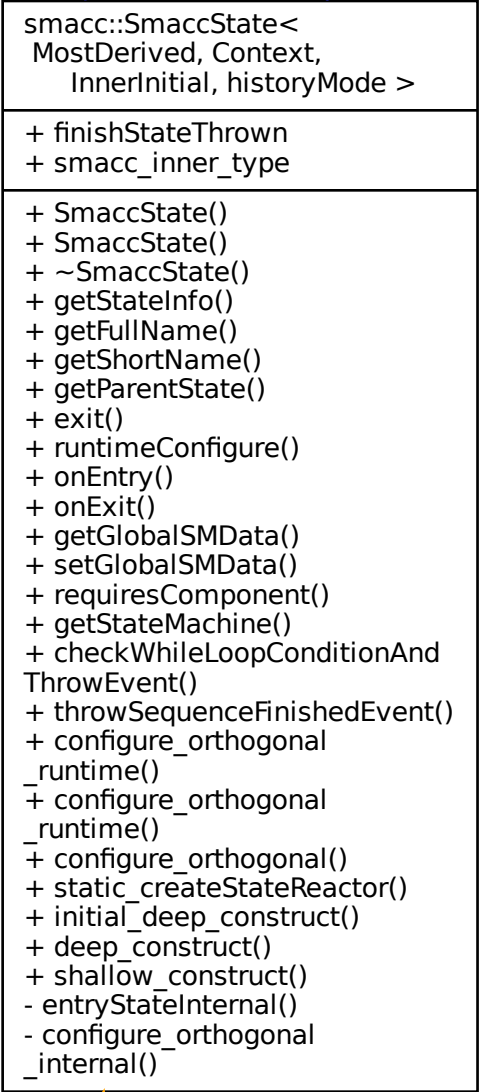 smacc::SmaccState<
MostDerived, Context,
InnerInitial, historyMode >
+ finishStateThrown
+ smacc_inner_type
+ SmaccState()
+ SmaccState()
+ ~SmaccState()
+ getStateInfo()
+ getFullName()
+ getShortName()
+ getParentState()
+ exit()
+ runtimeConfigure()
+ onEntry()
+ onExit()
+ getGlobalSMData()
+ setGlobalSMData()
+ requiresComponent()
+ getStateMachine()
+ checkWhileLoopConditionAnd
ThrowEvent()
+ throwSequenceFinishedEvent()
+ configure_orthogonal
_runtime()
+ configure_orthogonal
_runtime()
+ configure_orthogonal()
+ static_createStateReactor()
+ initial_deep_construct()
+ deep_construct()
+ shallow_construct()
- entryStateInternal()
- configure_orthogonal
_internal()